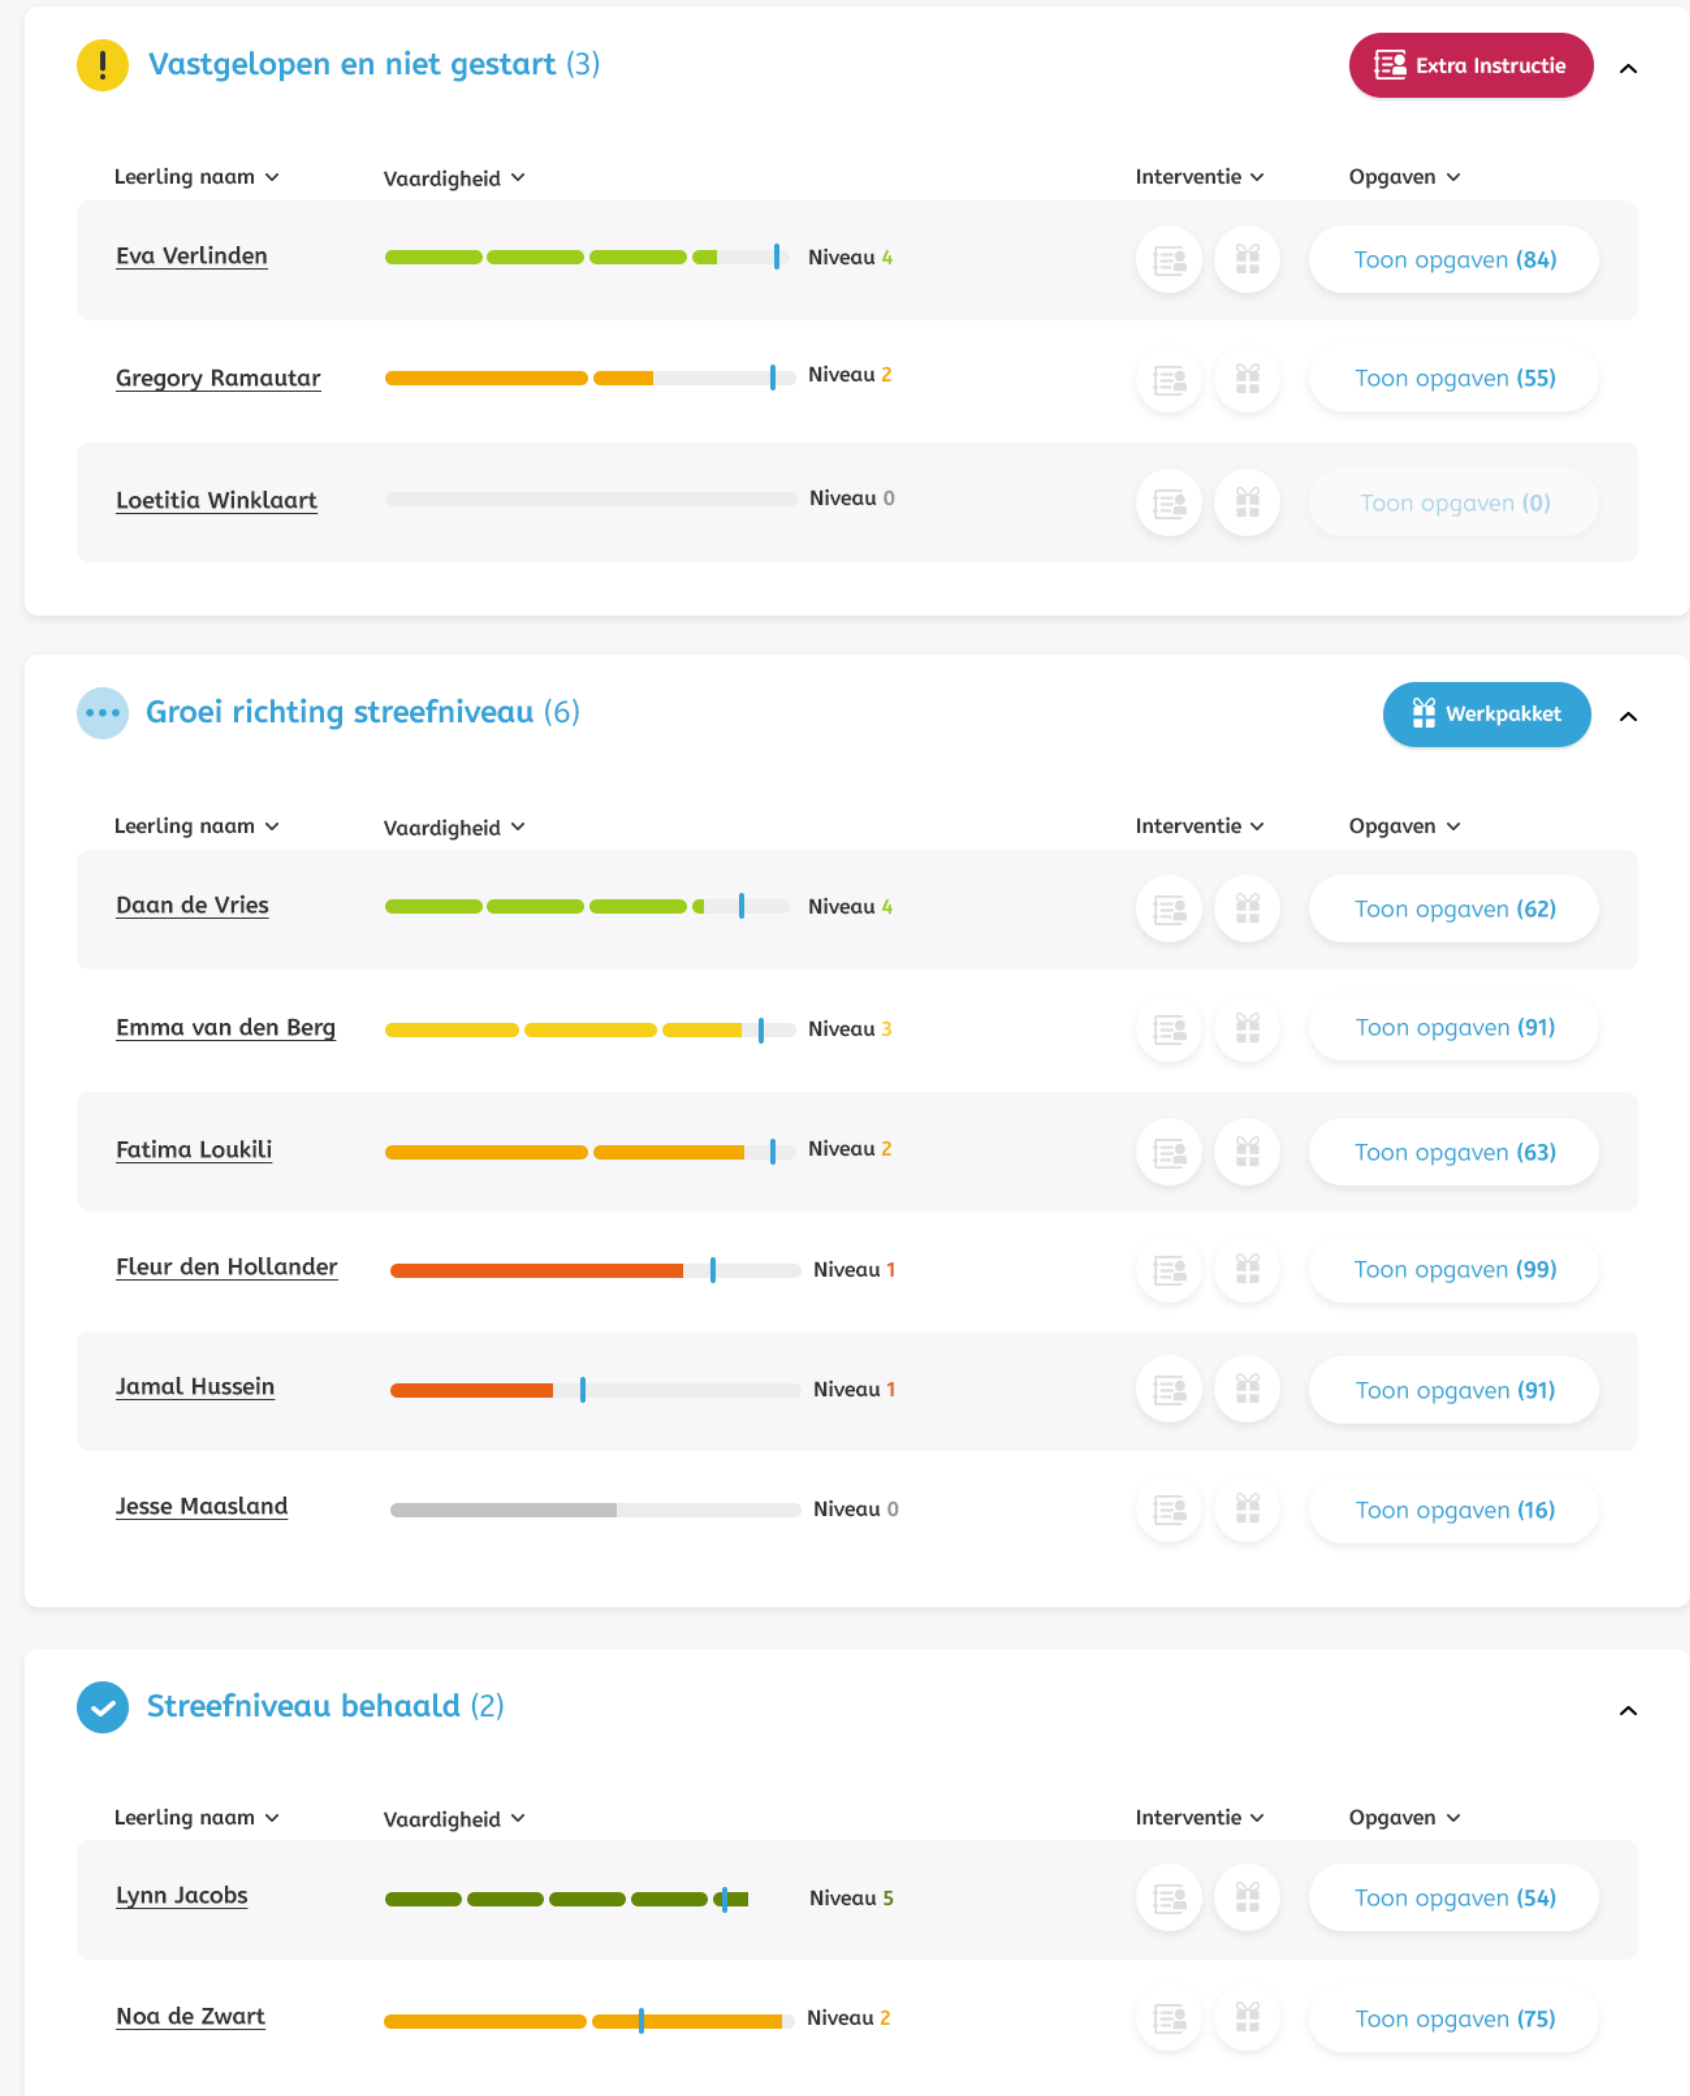 Vastgelopen en niet gestart (3)
Extra Instructie
Leerling naam Vaardigheid Interventie Opgaven
Eva Verlinden Niveau 4 Toon opgaven (84)
Gregory Ramautar Niveau 2 Toon opgaven (55)
Loetitia Winklaart Niveau 0 Toon opgaven (0)
Groei richting streefniveau (6)
Werkpakket
Leerling naam Vaardigheid Interventie Opgaven
Daan de Vries Niveau 4 Toon opgaven (62)
Emma van den Berg Niveau 3 Toon opgaven (91)
Fatima Loukili Niveau 2 Toon opgaven (63)
Fleur den Hollander Niveau 1 Toon opgaven (99)
Jamal Hussein Niveau 1 Toon opgaven (91)
Jesse Maasland Niveau 0 Toon opgaven (16)
Streefniveau behaald (2)
Leerling naam Vaardigheid Interventie Opgaven
Lynn Jacobs Niveau 5 Toon opgaven (54)
Noa de Zwart Niveau 2 Toon opgaven (75)